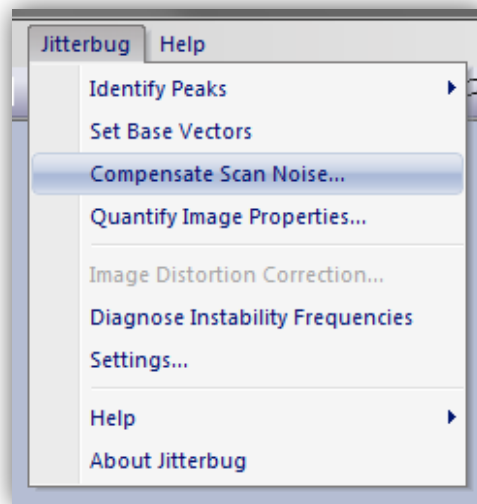 Jitterbug Help
Identify Peaks
Set Base Vectors
Compensate Scan Noise...
Quantify Image Properties...
Image Distortion Correction...
Diagnose Instability Frequencies
Settings...
Help
About Jitterbug